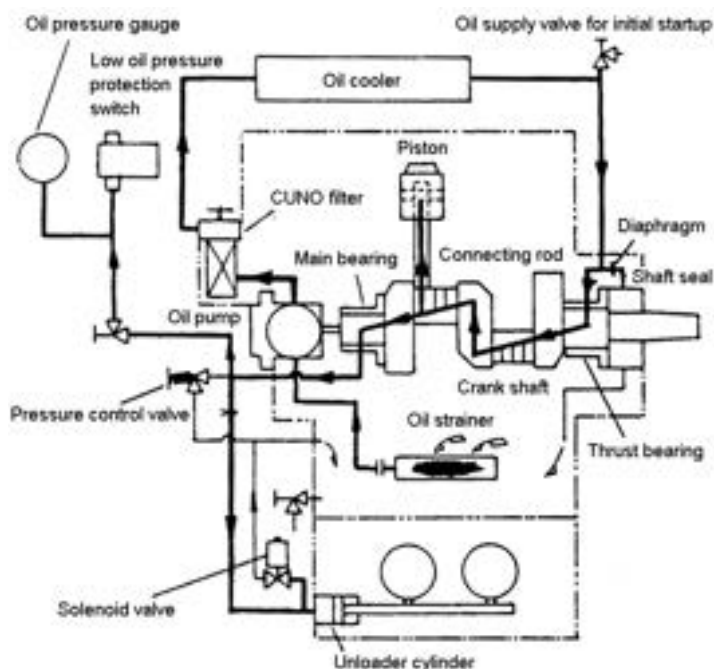 Oil pressure gauge
Oil supply valve for initial startup
Low oil pressure
protection
switch
Oil cooler
Piston
CUNO filter
Diaphragm
Main bearing
Connecting rod
Shaft seal
Oil pump
Crank shaft
Pressure control valve
Oil strainer
Thrust bearing
Solenoid valve
Unloader cylinder